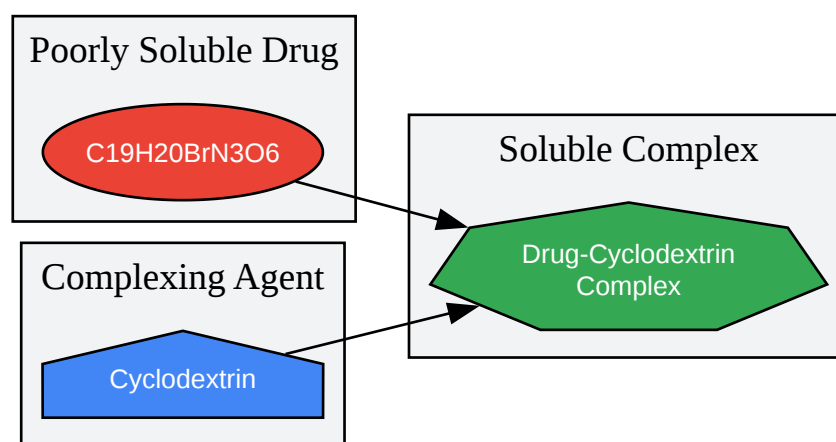 Poorly Soluble Drug
C19H20BrN3O6
Complexing Agent
Cyclodextrin
Soluble Complex
Drug-Cyclodextrin
Complex